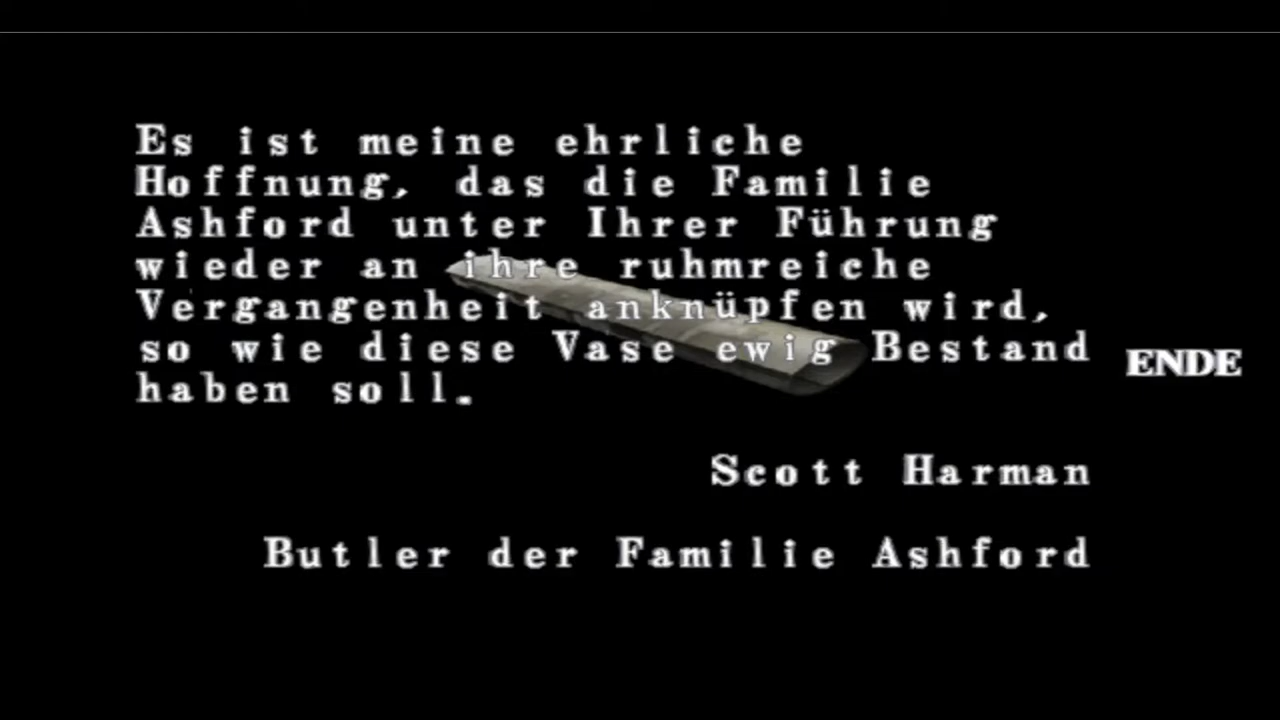 Es ist meine ehrliche
Hoffnung, das die Familie
Ashford unter Ihrer Führung
wieder an ihre ruhmreiche
Vergangenheit anknüpfen wird,
so wie diese Vase ewig Bestand
haben soll.
ENDE
Scott Harman
Butler der Familie Ashford